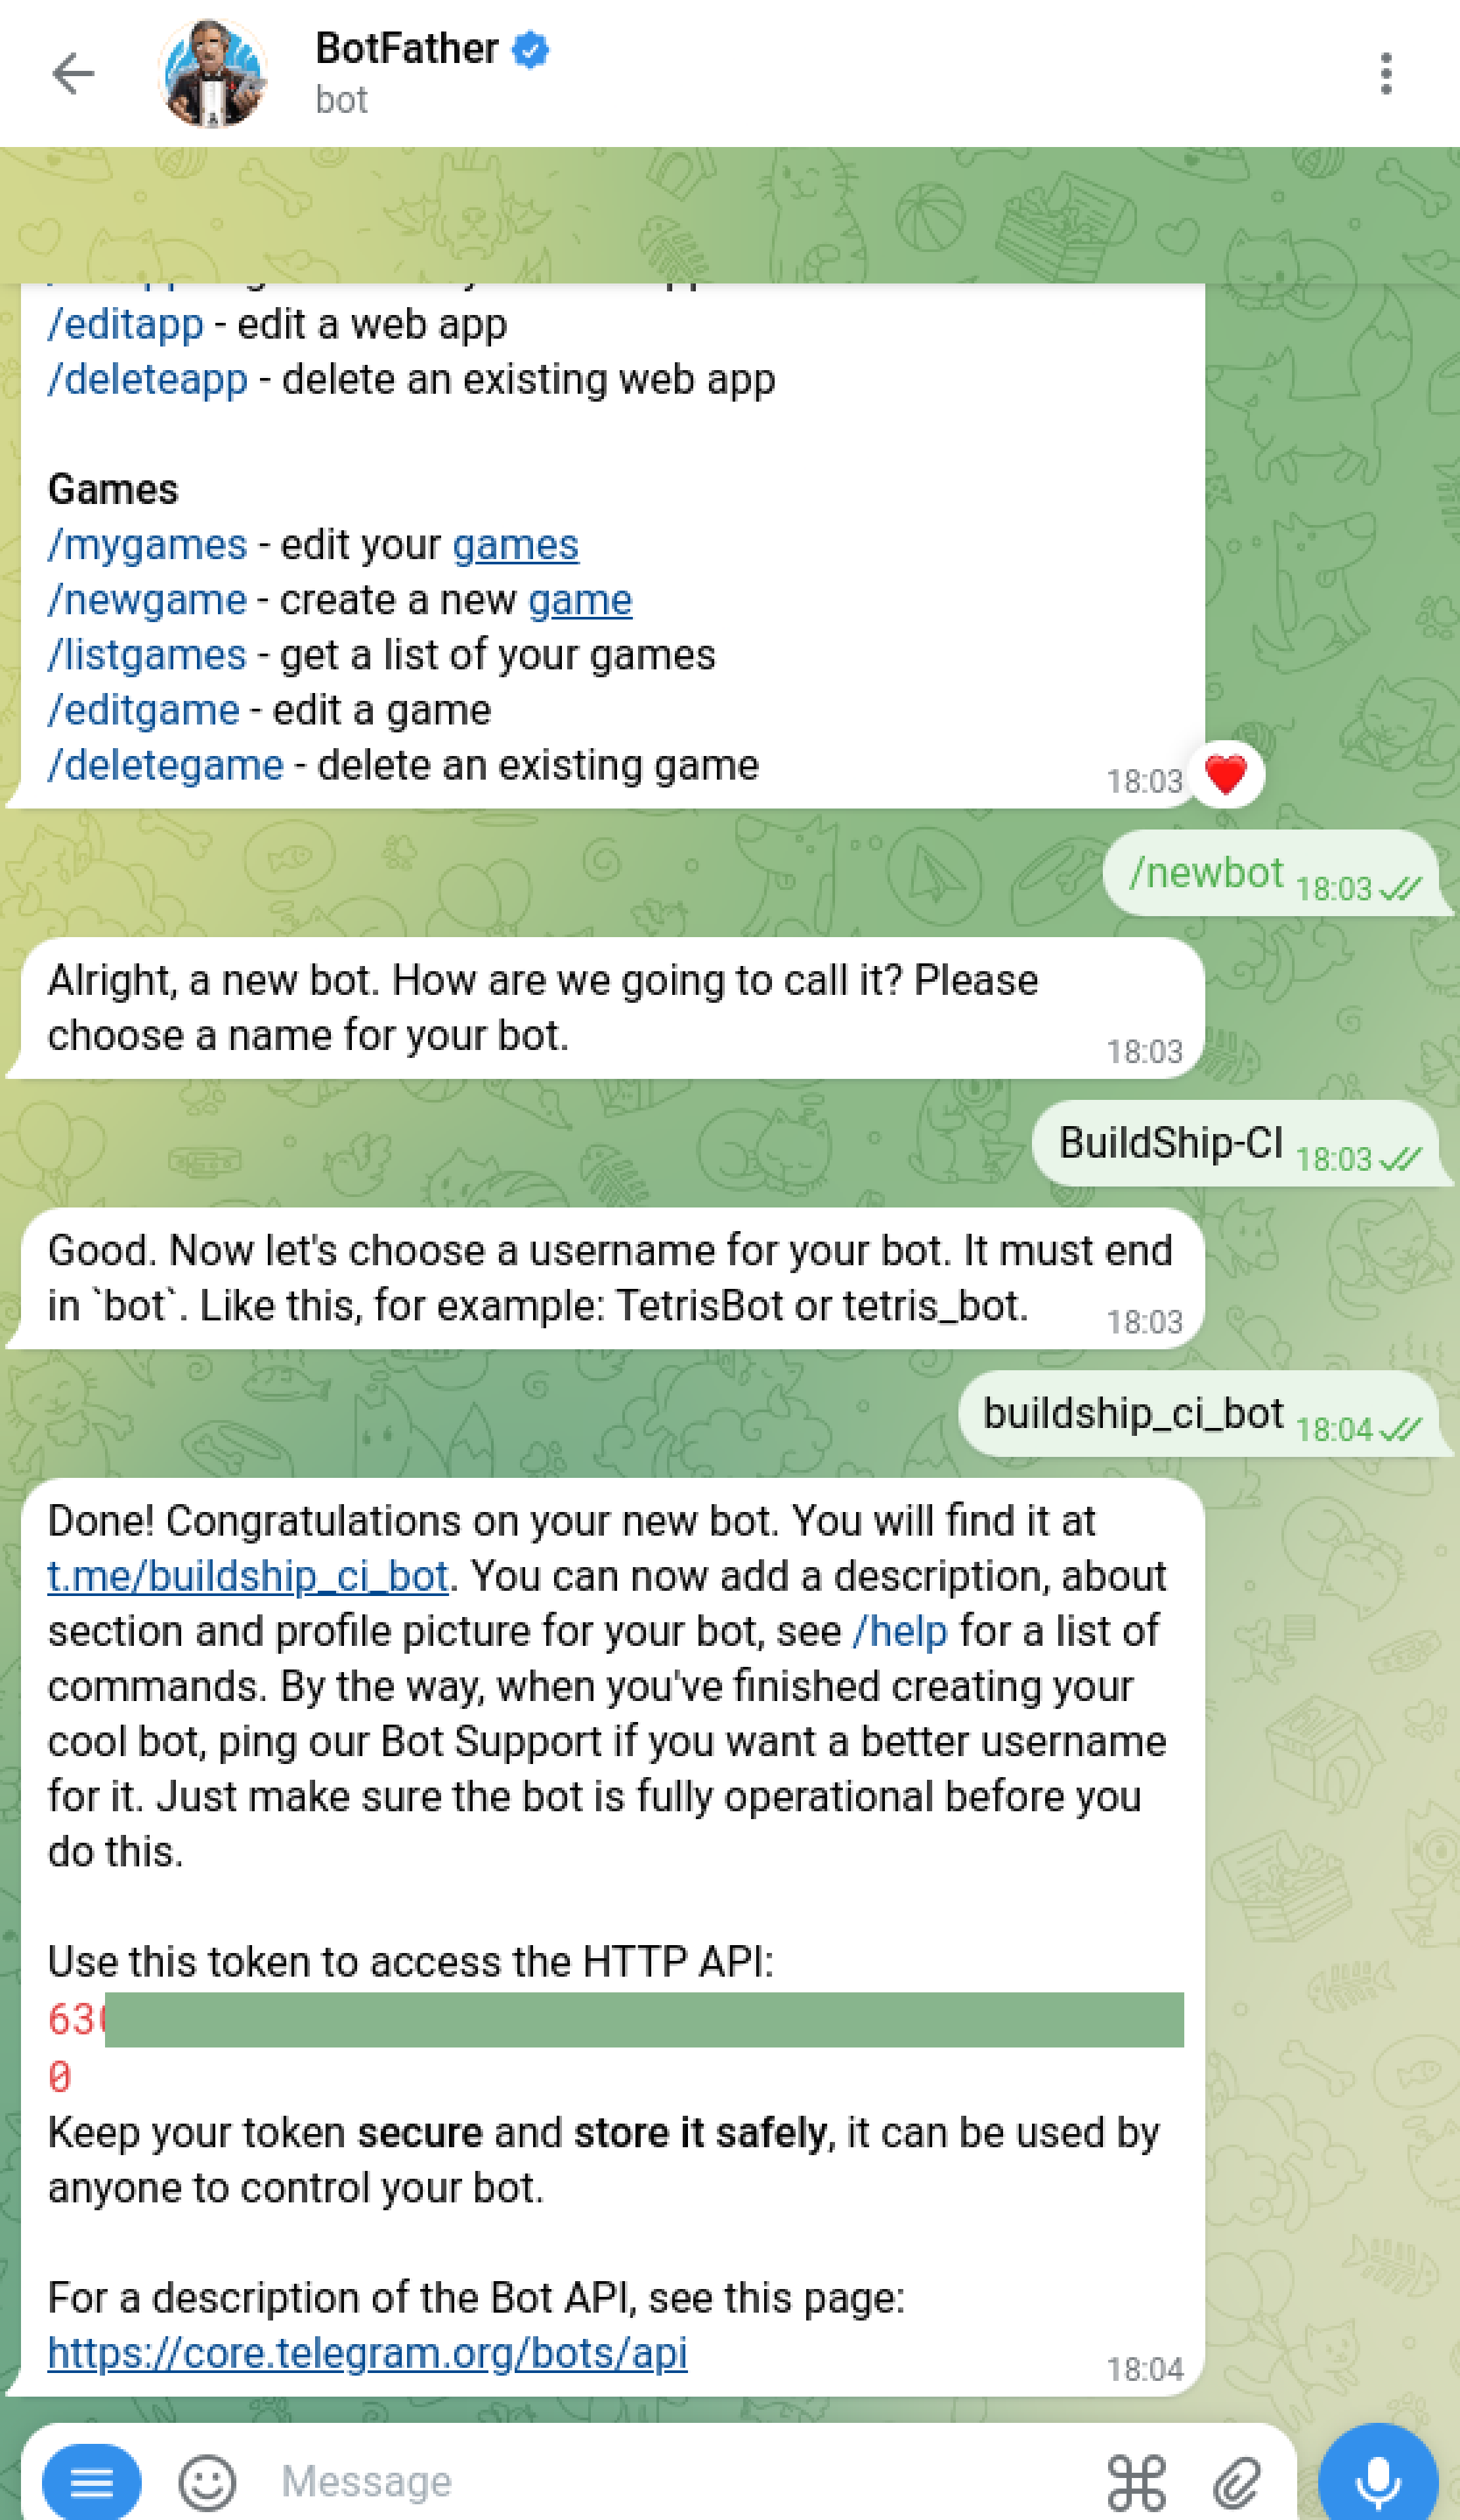 BotFather
bot
/editapp - edit a web app
/deleteapp - delete an existing web app
Games
/mygames - edit your games
/newgame - create a new game
/listgames - get a list of your games
/editgame - edit a game
/deletegame - delete an existing game
18:03
/newbot 18:03
Alright, a new bot. How are we going to call it? Please
choose a name for your bot.
18:03
BuildShip-CI 18:03
Good. Now let's choose a username for your bot. It must end
in `bot`. Like this, for example: TetrisBot or tetris_bot.
18:03
buildship_ci_bot 18:04
Done! Congratulations on your new bot. You will find it at
t.me/buildship_ci_bot. You can now add a description, about
section and profile picture for your bot, see /help for a list of
commands. By the way, when you've finished creating your
cool bot, ping our Bot Support if you want a better username
for it. Just make sure the bot is fully operational before you
do this.
Use this token to access the HTTP API:
63
0
Keep your token secure and store it safely, it can be used by
anyone to control your bot.
For a description of the Bot API, see this page:
https://core.telegram.org/bots/api
18:04
Message